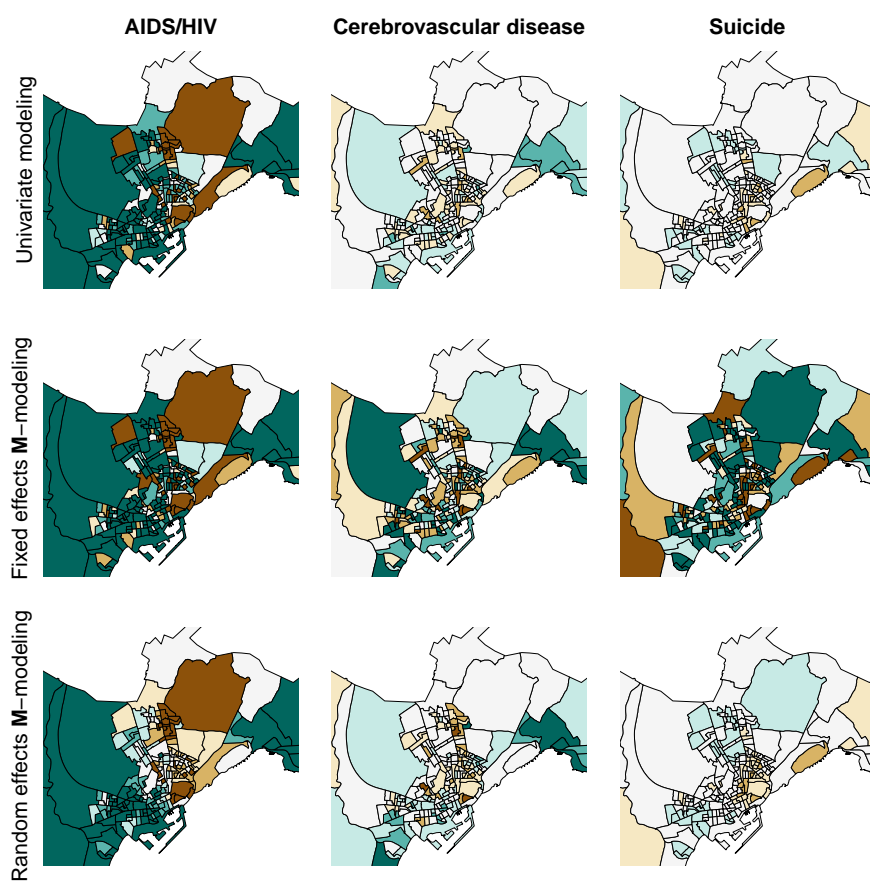 AIDS/HIV
Cerebrovascular disease
Suicide
Univariate modeling
Fixed effects M−modeling
Random effects M−modeling